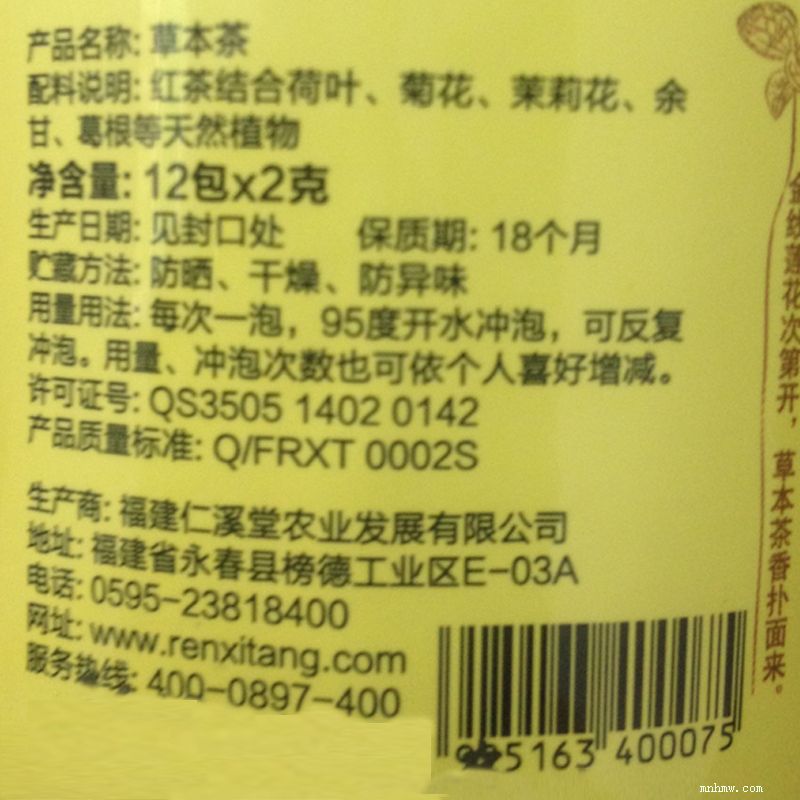 产品名称: 草本茶
配料说明: 红茶结合荷叶、菊花、茉莉花、余
甘、葛根等天然植物
净含量: 12包x2克
生产日期: 见封口处 保质期: 18个月
贮藏方法: 防晒、干燥、防异味
用量用法: 每次一泡，95度开水冲泡，可反复
冲泡。用量、冲泡次数也可依个人喜好增减。
许可证号: QS3505 1402 0142
产品质量标准: Q/FRXT 0002S
生产商: 福建仁溪堂农业发展有限公司
地址: 福建省永春县榜德工业区E-03A
电话: 0595-23818400
网址: www.renxitang.com
服务热线: 400-0897-400
5163 400075
金线莲花次第开，草本茶香扑面来。
mnhmw.com